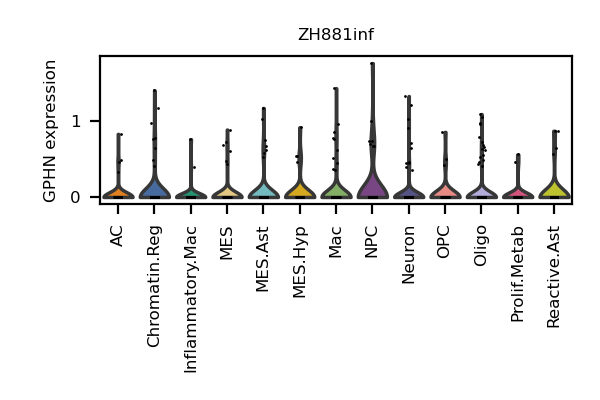 ZH881inf
GPHN expression
1
0
AC
Chromatin.Reg
Inflammatory.Mac
MES
MES.Ast
MES.Hyp
Mac
NPC
Neuron
OPC
Oligo
Prolif.Metab
Reactive.Ast